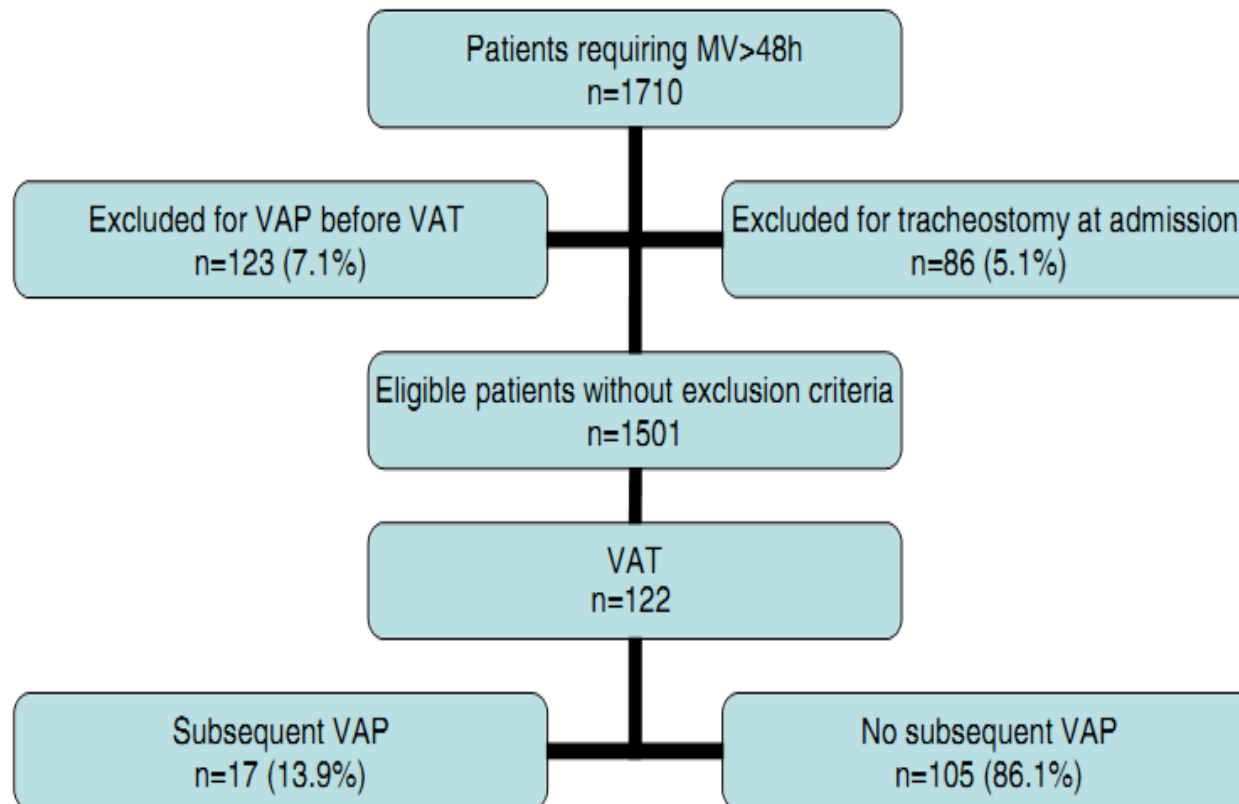 Patients requiring MV>48h
n=1710
Excluded for VAP before VAT
n=123 (7.1%)
Excluded for tracheostomy at admission
n=86 (5.1%)
Eligible patients without exclusion criteria
n=1501
VAT
n=122
Subsequent VAP
n=17 (13.9%)
No subsequent VAP
n=105 (86.1%)